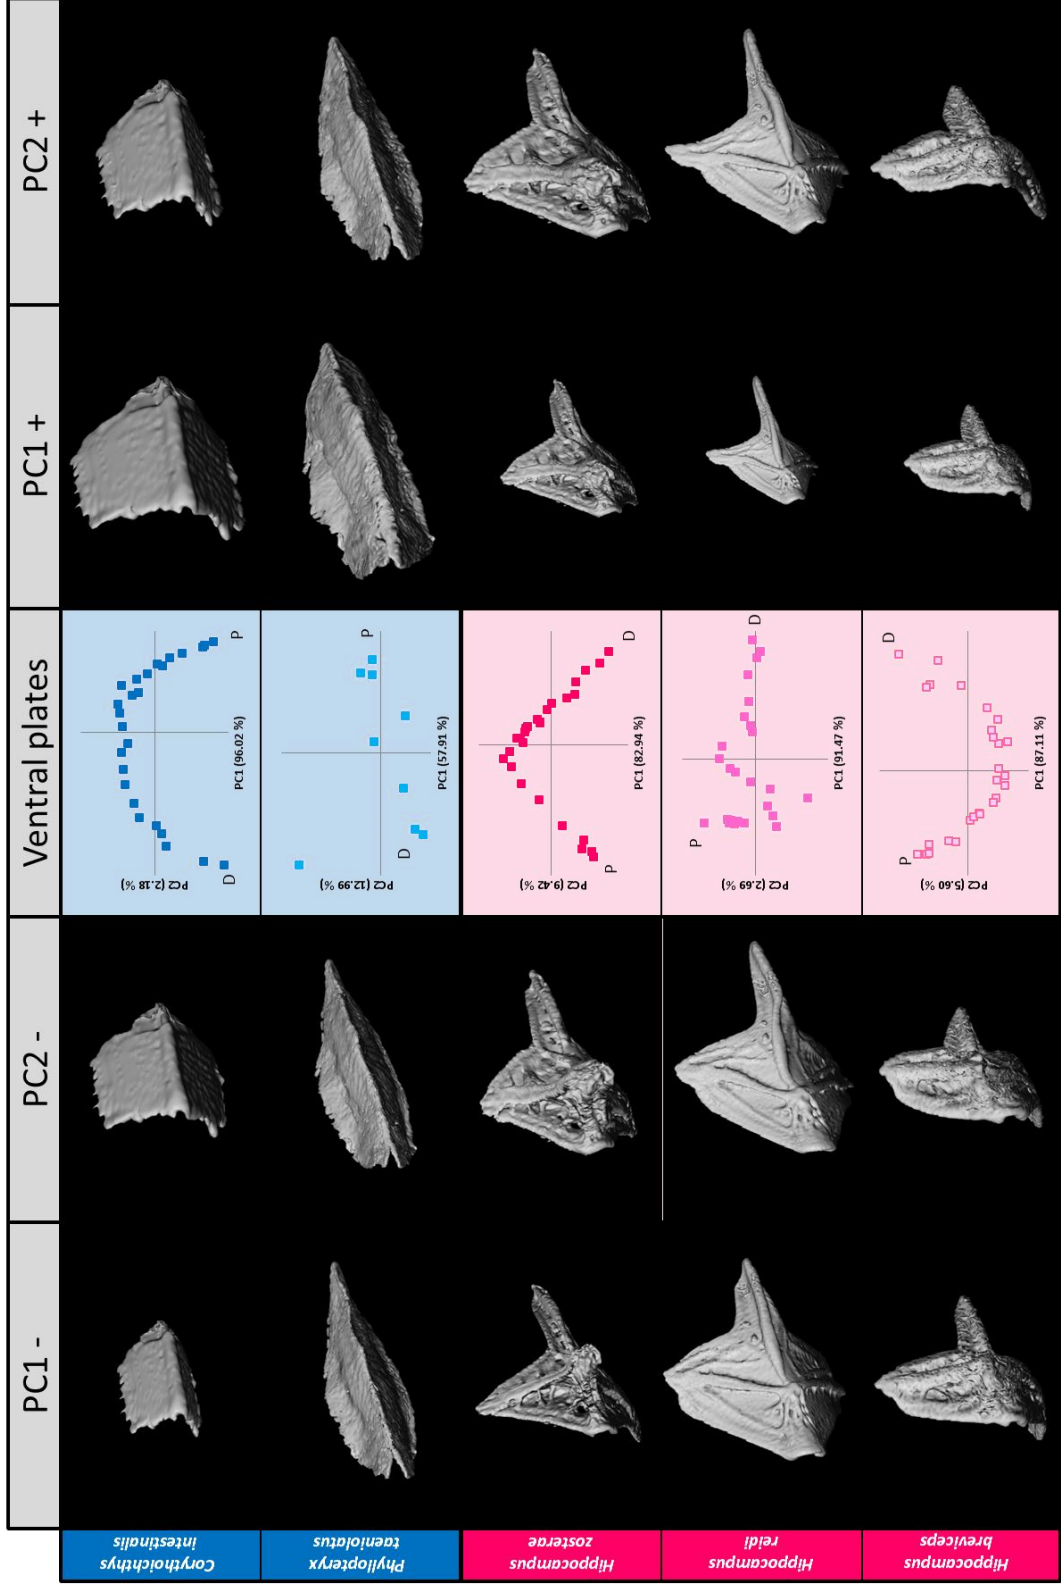 PC1 -
PC2 -
Ventral plates
PC1 +
PC2 +
Corythoichthys
intestinalis
PC2 (2.18 %)
PC1 (96.02 %)
D
P
Phyllopteryx
taeniolatus
PC2 (12.99 %)
PC1 (57.91 %)
D
P
Hippocampus
zosterae
PC2 (9.42 %)
PC1 (82.94 %)
P
D
Hippocampus
reidi
PC2 (2.69 %)
PC1 (91.47 %)
P
D
Hippocampus
breviceps
PC2 (5.60 %)
PC1 (87.11 %)
P
D